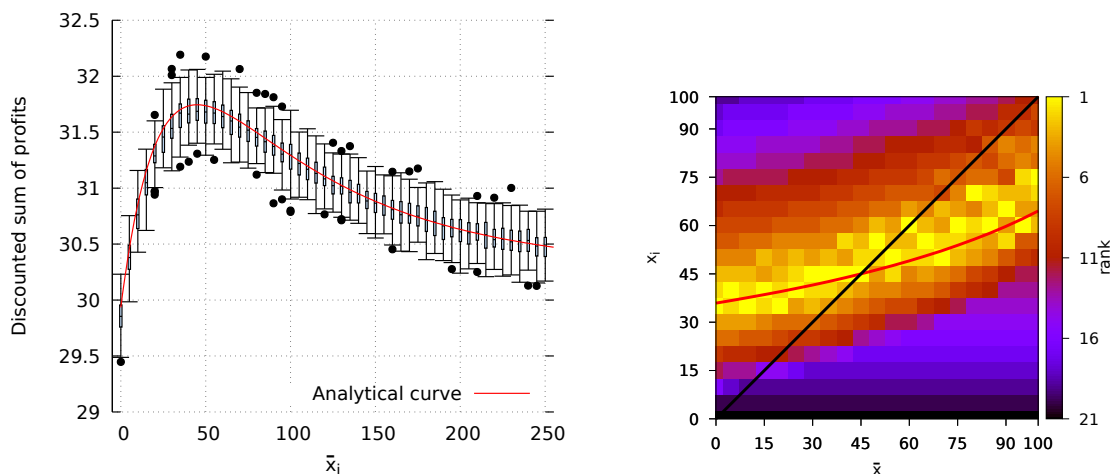 32.5
32
31.5
31
30.5
30
29.5
29
0 50 100 150 200 250
Discounted sum of profits
x̄ᵢ
Analytical curve
100
90
75
60
45
30
15
0
0 15 30 45 60 75 90 100
xᵢ
x̄
1
6
11
16
21
rank